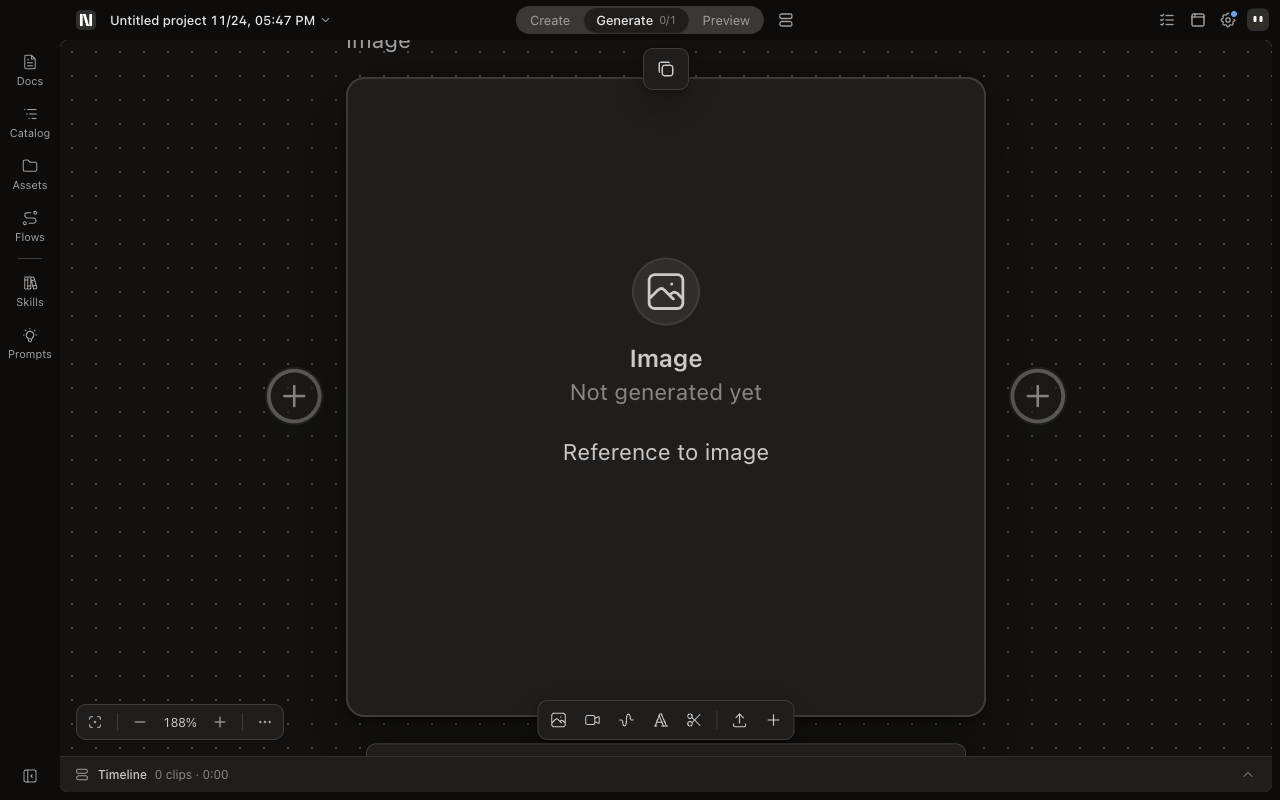 Untitled project 11/24, 05:47 PM
Create
Generate 0/1
Preview
Docs
Catalog
Assets
Flows
Skills
Prompts
Image
Image
Not generated yet
Reference to image
188%
Timeline 0 clips · 0:00